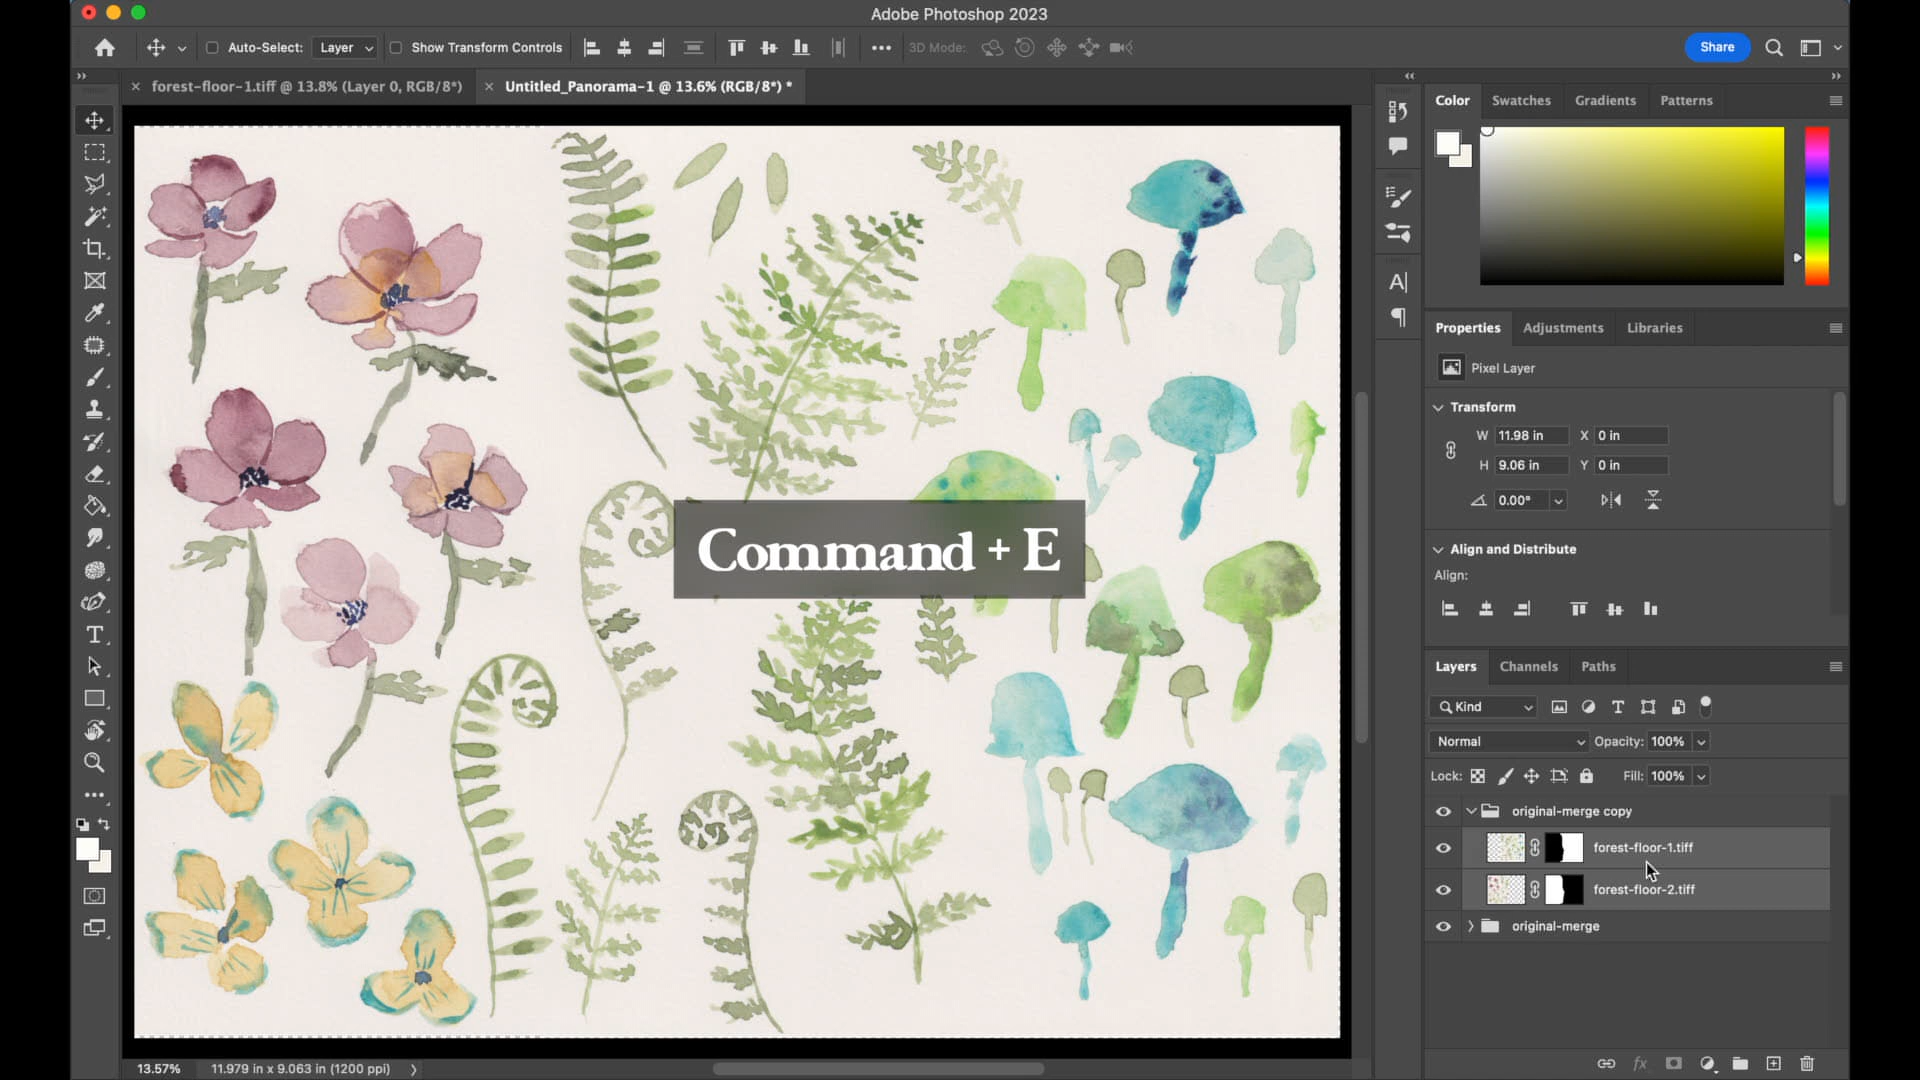 Adobe Photoshop 2023
Auto-Select: Layer Show Transform Controls 3D Mode: Share
forest-floor-1.tiff @ 13.8% (Layer 0, RGB/8*) Untitled_Panorama-1 @ 13.6% (RGB/8*) *
Color Swatches Gradients Patterns
Properties Adjustments Libraries
Pixel Layer
Transform
W 11.98 in X 0 in
H 9.06 in Y 0 in
0.00°
Align and Distribute
Align:
Command + E
Layers Channels Paths
Kind
Normal Opacity: 100%
Lock: Fill: 100%
original-merge copy
forest-floor-1.tiff
forest-floor-2.tiff
original-merge
13.57% 11.979 in x 9.063 in (1200 ppi)